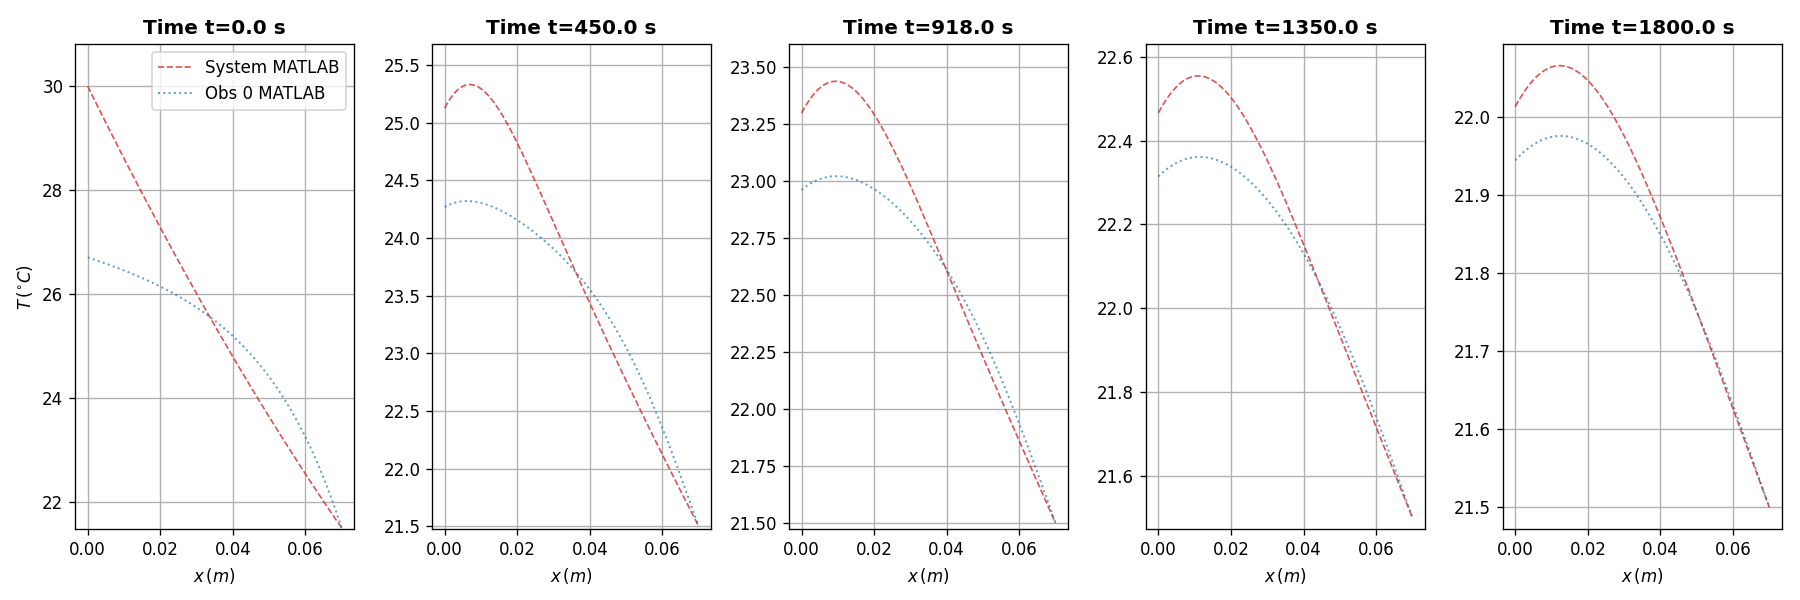 Time t=0.0 s
Time t=450.0 s
Time t=918.0 s
Time t=1350.0 s
Time t=1800.0 s
System MATLAB
Obs 0 MATLAB
T (°C)
30
28
26
24
22
0.00 0.02 0.04 0.06
x (m)
25.5
25.0
24.5
24.0
23.5
23.0
22.5
22.0
21.5
0.00 0.02 0.04 0.06
x (m)
23.50
23.25
23.00
22.75
22.50
22.25
22.00
21.75
21.50
0.00 0.02 0.04 0.06
x (m)
22.6
22.4
22.2
22.0
21.8
21.6
0.00 0.02 0.04 0.06
x (m)
22.0
21.9
21.8
21.7
21.6
21.5
0.00 0.02 0.04 0.06
x (m)